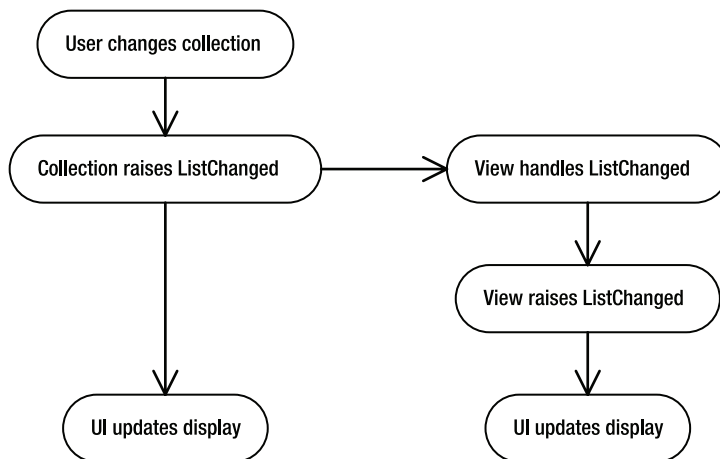 User changes collection
Collection raises ListChanged
View handles ListChanged
View raises ListChanged
UI updates display
UI updates display